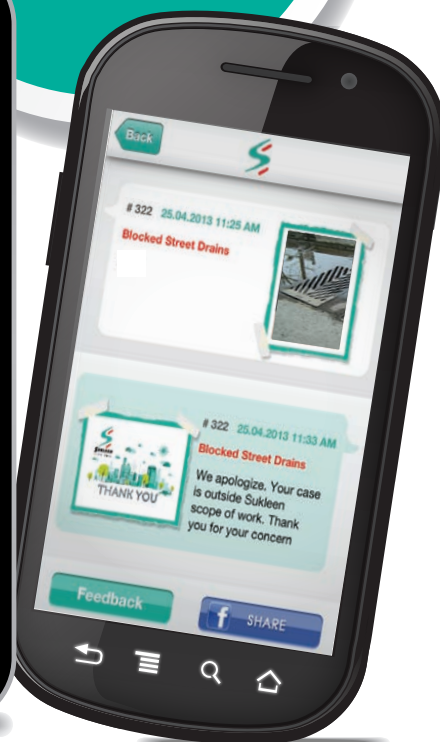 Back
# 322 25.04.2013 11:25 AM
Blocked Street Drains
# 322 25.04.2013 11:33 AM
Blocked Street Drains
We apologize. Your case
is outside Sukleen
scope of work. Thank
you for your concern
THANK YOU
Feedback
f SHARE